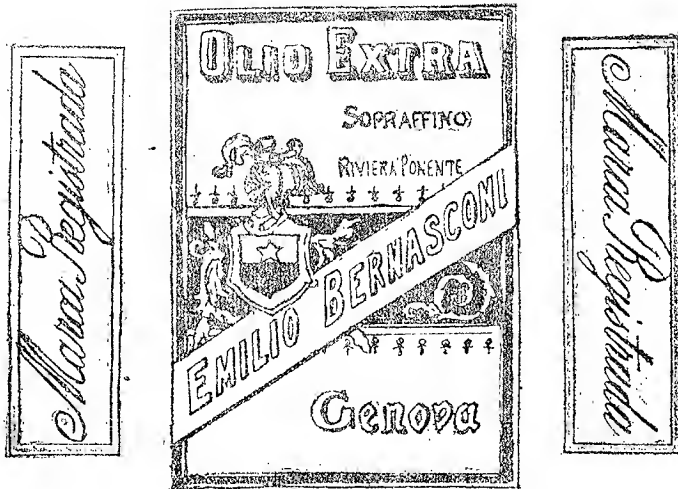 Marca Registrada
OLIO EXTRA
SOPRAFFINO
RIVIERA PONENTE
EMILIO BERNASCONI
Genova
Marca Registrada